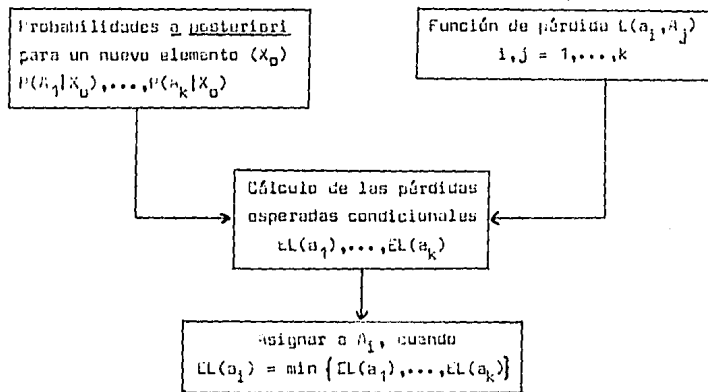 Probabilidades a posteriori
para un nuevo elemento (X₀)
P(A₁|X₀),...,P(Aₖ|X₀)
Función de pérdida L(aᵢ,Aⱼ)
i,j = 1,...,k
Cálculo de las pérdidas
esperadas condicionales
EL(a₁),...,EL(aₖ)
Asignar a Aᵢ, cuando
EL(aᵢ) = min {EL(a₁),...,EL(aₖ)}